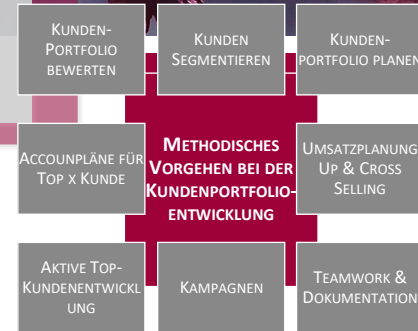 KUNDEN-
PORTFOLIO
BEWERTEN
KUNDEN
SEGMENTIEREN
KUNDEN-
PORTFOLIO PLANEN
ACCOUNPLÄNE FÜR
TOP X KUNDE
METHODISCHES
VORGEHEN BEI DER
KUNDENPORTFOLIO-
ENTWICKLUNG
UMSATZPLANUNG
UP & CROSS
SELLING
AKTIVE TOP-
KUNDENENTWICKL
UNG
KAMPAGNEN
TEAMWORK &
DOKUMENTATION